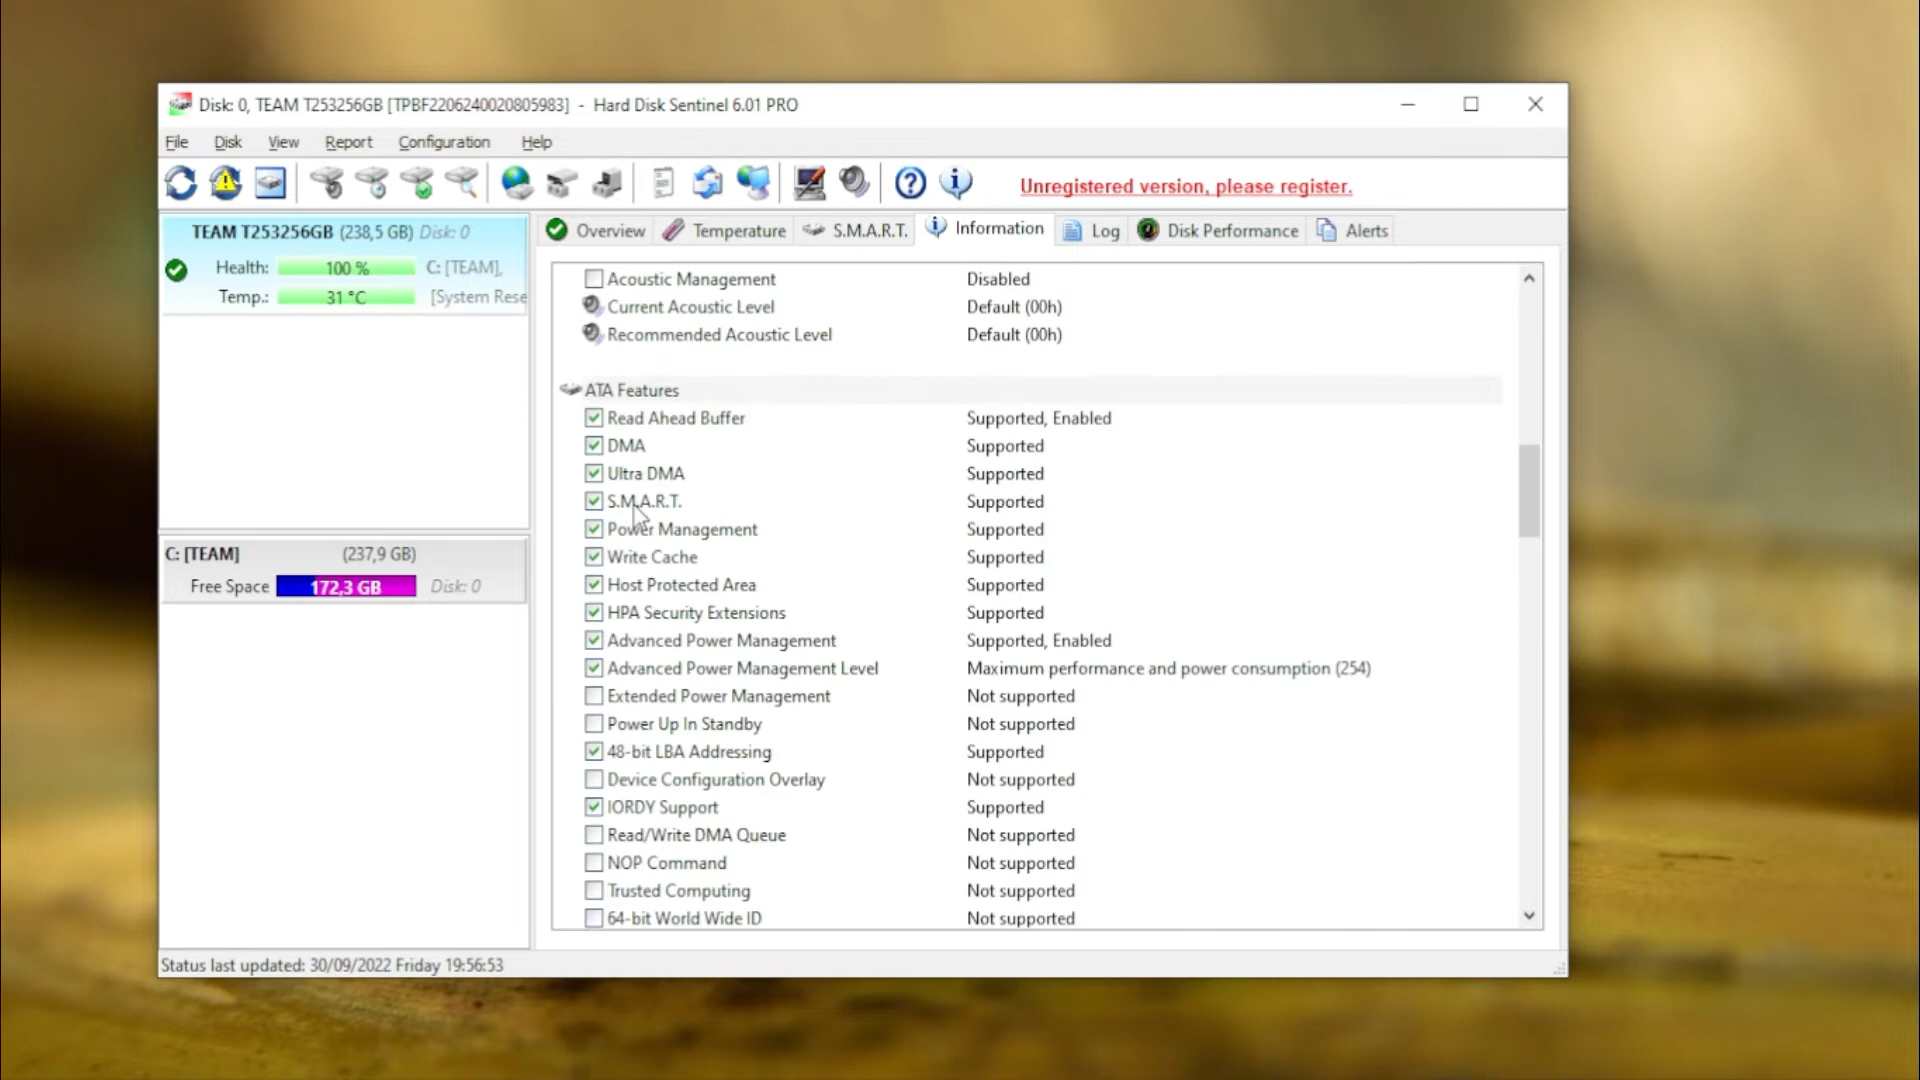 Disk: 0, TEAM T253256GB [TPBF2206240020805983] - Hard Disk Sentinel 6.01 PRO
File Disk View Report Configuration Help
Unregistered version, please register.
TEAM T253256GB (238,5 GB) Disk: 0
Health: 100 % C: [TEAM],
Temp.: 31 °C [System Rese
C: [TEAM] (237,9 GB)
Free Space 172,3 GB Disk: 0
Overview Temperature S.M.A.R.T. Information Log Disk Performance Alerts
Acoustic Management Disabled
Current Acoustic Level Default (00h)
Recommended Acoustic Level Default (00h)
ATA Features
Read Ahead Buffer Supported, Enabled
DMA Supported
Ultra DMA Supported
S.M.A.R.T. Supported
Power Management Supported
Write Cache Supported
Host Protected Area Supported
HPA Security Extensions Supported
Advanced Power Management Supported, Enabled
Advanced Power Management Level Maximum performance and power consumption (254)
Extended Power Management Not supported
Power Up In Standby Not supported
48-bit LBA Addressing Supported
Device Configuration Overlay Not supported
IORDY Support Supported
Read/Write DMA Queue Not supported
NOP Command Not supported
Trusted Computing Not supported
64-bit World Wide ID Not supported
Status last updated: 30/09/2022 Friday 19:56:53